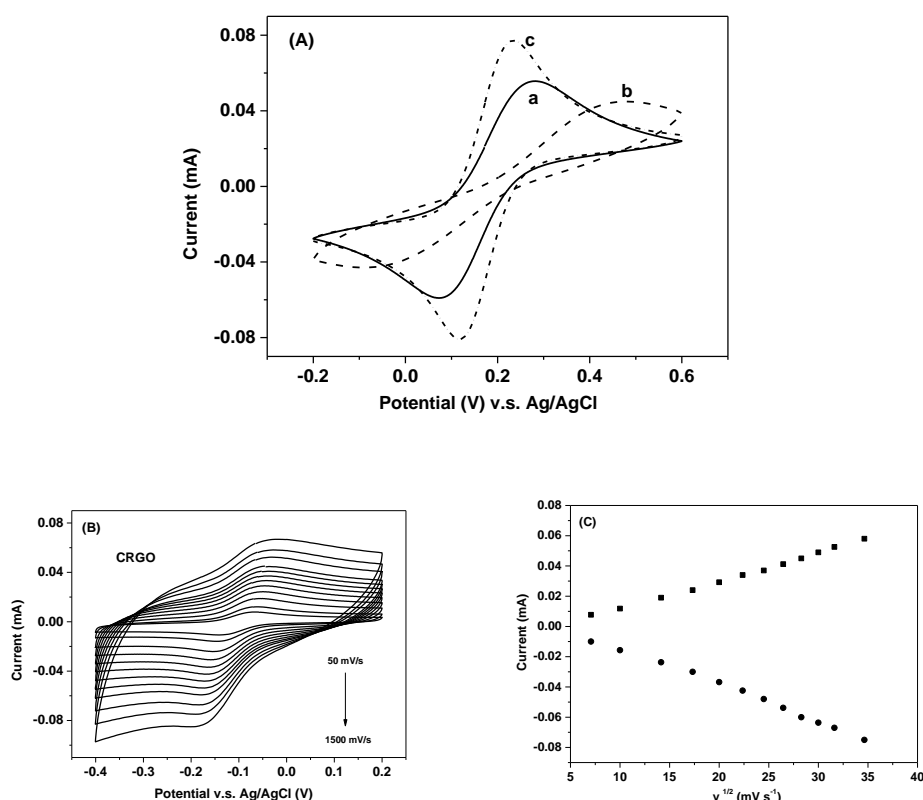 (A)
c
a
b
0.08
0.04
0.00
-0.04
-0.08
Current (mA)
-0.2 0.0 0.2 0.4 0.6
Potential (V) v.s. Ag/AgCl
(B)
CRGO
0.08
0.04
0.00
-0.04
-0.08
Current (mA)
50 mV/s
1500 mV/s
-0.4 -0.3 -0.2 -0.1 0.0 0.1 0.2
Potential v.s. Ag/AgCl (V)
(C)
0.08
0.06
0.04
0.02
0.00
-0.02
-0.04
-0.06
-0.08
Current (mA)
5 10 15 20 25 30 35 40
v 1/2 (mV s-1)